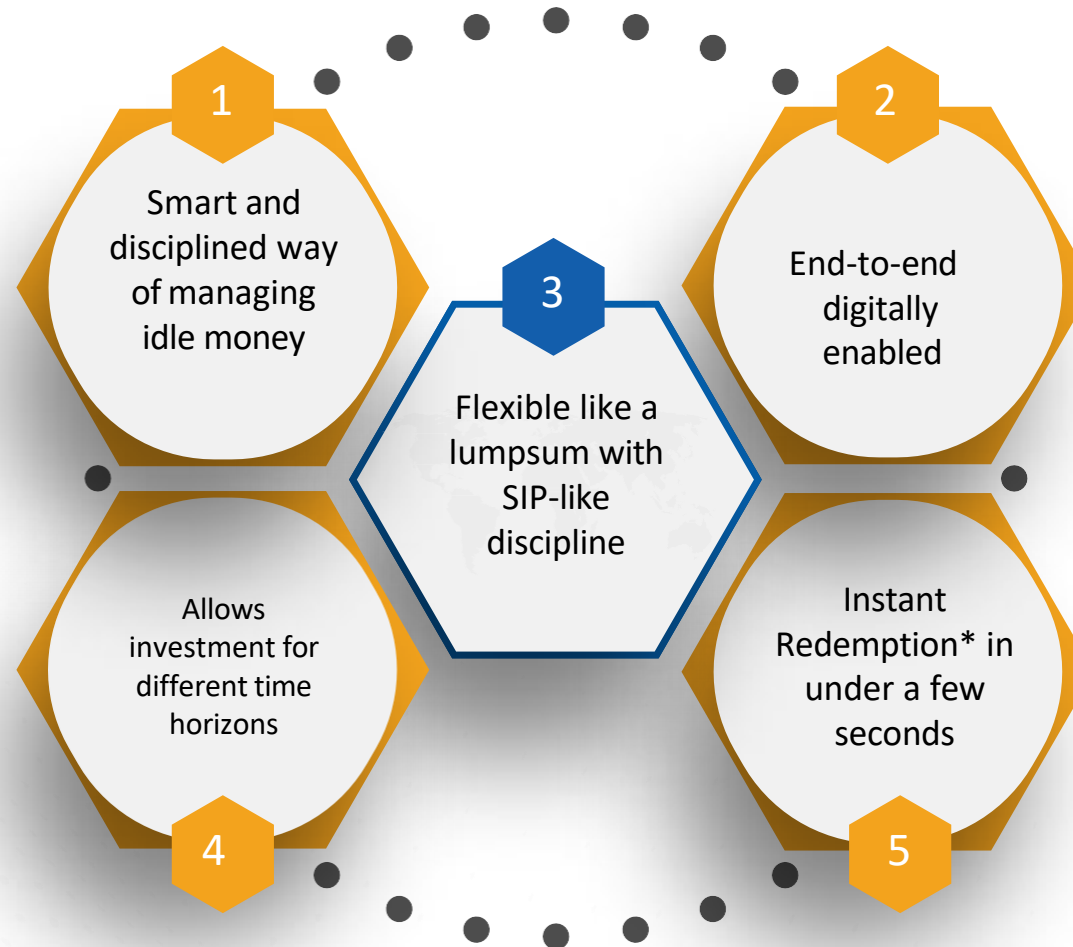 1
Smart and
disciplined way
of managing
idle money
2
End-to-end
digitally
enabled
3
Flexible like a
lumpsum with
SIP-like
discipline
Allows
investment for
different time
horizons
4
Instant
Redemption* in
under a few
seconds
5